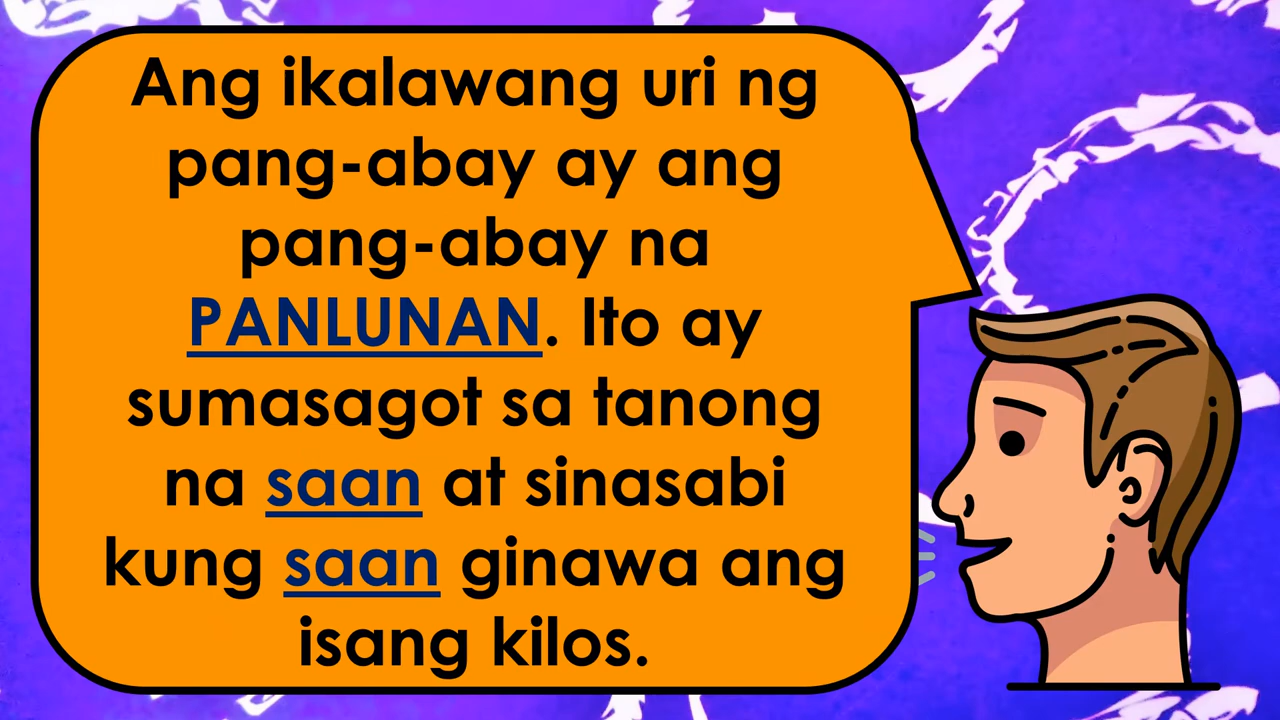 Ang ikalawang uri ng
pang-abay ay ang
pang-abay na
PANLUNAN. Ito ay
sumasagot sa tanong
na saan at sinasabi
kung saan ginawa ang
isang kilos.